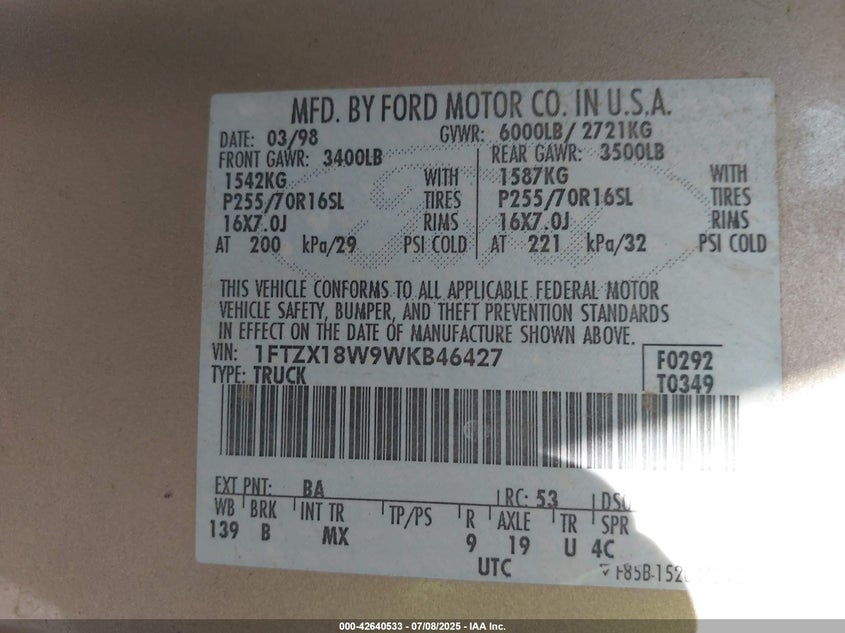 MFD. BY FORD MOTOR CO. IN U.S.A.
DATE: 03/98 GVWR: 6000LB/ 2721KG
FRONT GAWR: 3400LB REAR GAWR: 3500LB
1542KG WITH 1587KG WITH
P255/70R16SL TIRES P255/70R16SL TIRES
16X7.0J RIMS 16X7.0J RIMS
AT 200 kPa/29 PSI COLD AT 221 kPa/32 PSI COLD
THIS VEHICLE CONFORMS TO ALL APPLICABLE FEDERAL MOTOR
VEHICLE SAFETY, BUMPER, AND THEFT PREVENTION STANDARDS
IN EFFECT ON THE DATE OF MANUFACTURE SHOWN ABOVE.
VIN: 1FTZX18W9WKB46427 F0292
TYPE: TRUCK T0349
EXT PNT: BA RC: 53 DSO
WB BRK INT TR TP/PS R AXLE TR SPR
139 B MX 9 19 U 4C
UTC
000-42640533 - 07/08/2025 - IAA Inc.